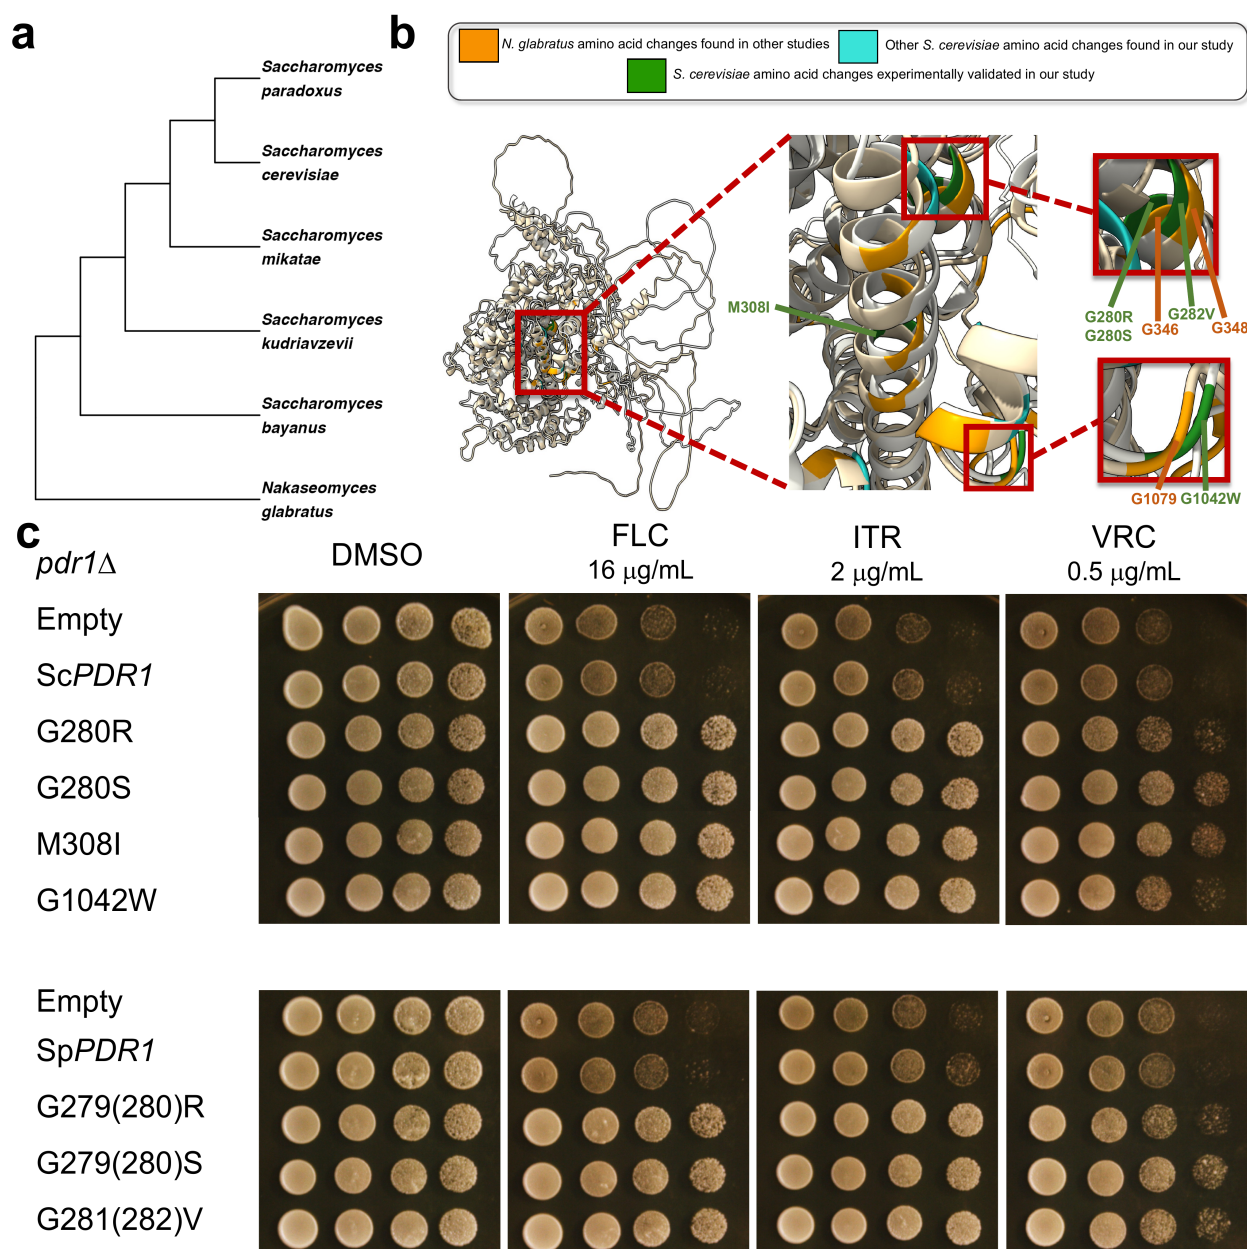 a
Saccharomyces
paradoxus
Saccharomyces
cerevisiae
Saccharomyces
mikatae
Saccharomyces
kudriavzevii
Saccharomyces
bayanus
Nakaseomyces
glabratus
b
N. glabratus amino acid changes found in other studies
Other S. cerevisiae amino acid changes found in our study
S. cerevisiae amino acid changes experimentally validated in our study
M308I
G280R
G280S
G346
G282V
G348
G1079
G1042W
c
pdr1Δ
DMSO
FLC
16 µg/mL
ITR
2 µg/mL
VRC
0.5 µg/mL
Empty
ScPDR1
G280R
G280S
M308I
G1042W
Empty
SpPDR1
G279(280)R
G279(280)S
G281(282)V